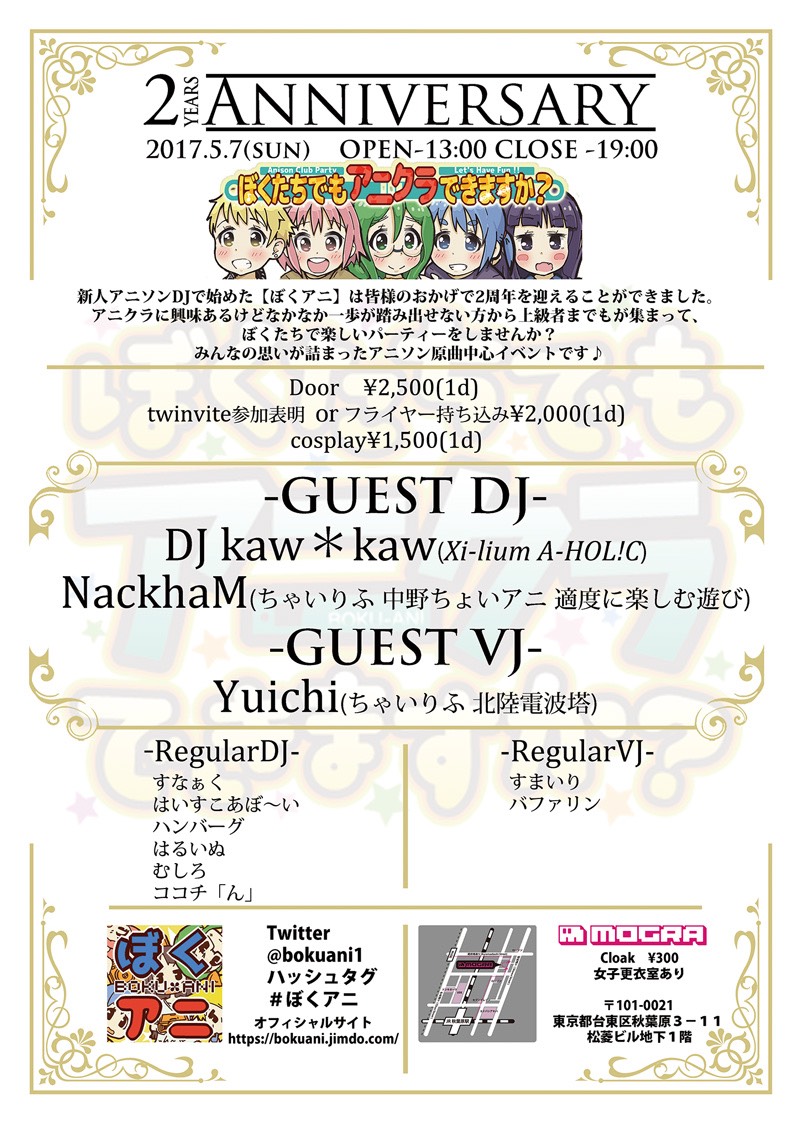 2 YEARS ANNIVERSARY
2017.5.7(SUN) OPEN-13:00 CLOSE -19:00
Anison Club Party Let's Have Fun !!
ぼくたちでもアニクラできますか?
新人アニソンDJで始めた【ぼくアニ】は皆様のおかげで2周年を迎えることができました。
アニクラに興味あるけどなかなか一歩が踏み出せない方から上級者までもが集まって、
ぼくたちで楽しいパーティーをしませんか?
みんなの思いが詰まったアニソン原曲中心イベントです♪
Door ¥2,500(1d)
twinvite参加表明 or フライヤー持ち込み¥2,000(1d)
cosplay¥1,500(1d)
-GUEST DJ-
DJ kaw＊kaw(Xi-lium A-HOL!C)
NackhaM(ちゃいりふ 中野ちょいアニ 適度に楽しむ遊び)
-GUEST VJ-
Yuichi(ちゃいりふ 北陸電波塔)
-RegularDJ-
すなぁく
はいすこあぼ～い
ハンバーグ
はるいぬ
むしろ
ココチ「ん」
-RegularVJ-
すまいり
バファリン
ぼく
BOKU×ANI
アニ
Twitter
@bokuani1
ハッシュタグ
＃ぼくアニ
オフィシャルサイト
https://bokuani.jimdo.com/
MOGRA
JR 秋葉原駅
MOGRA
Cloak ¥300
女子更衣室あり
〒101-0021
東京都台東区秋葉原３－１１
松菱ビル地下１階